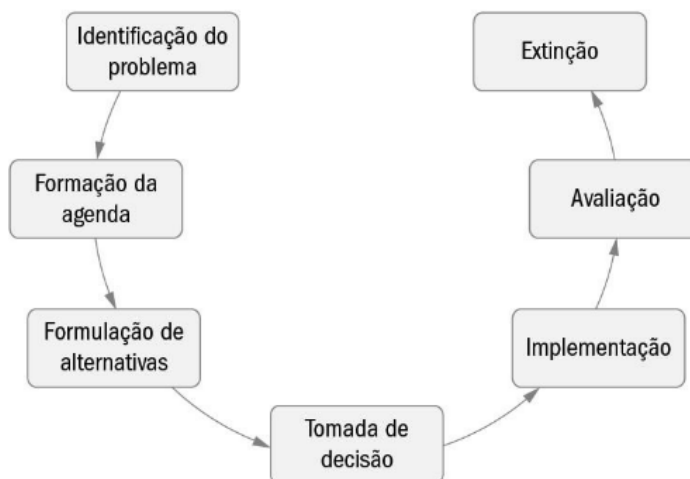 Identificação do
problema
Formação da
agenda
Formulação de
alternativas
Tomada de
decisão
Implementação
Avaliação
Extinção